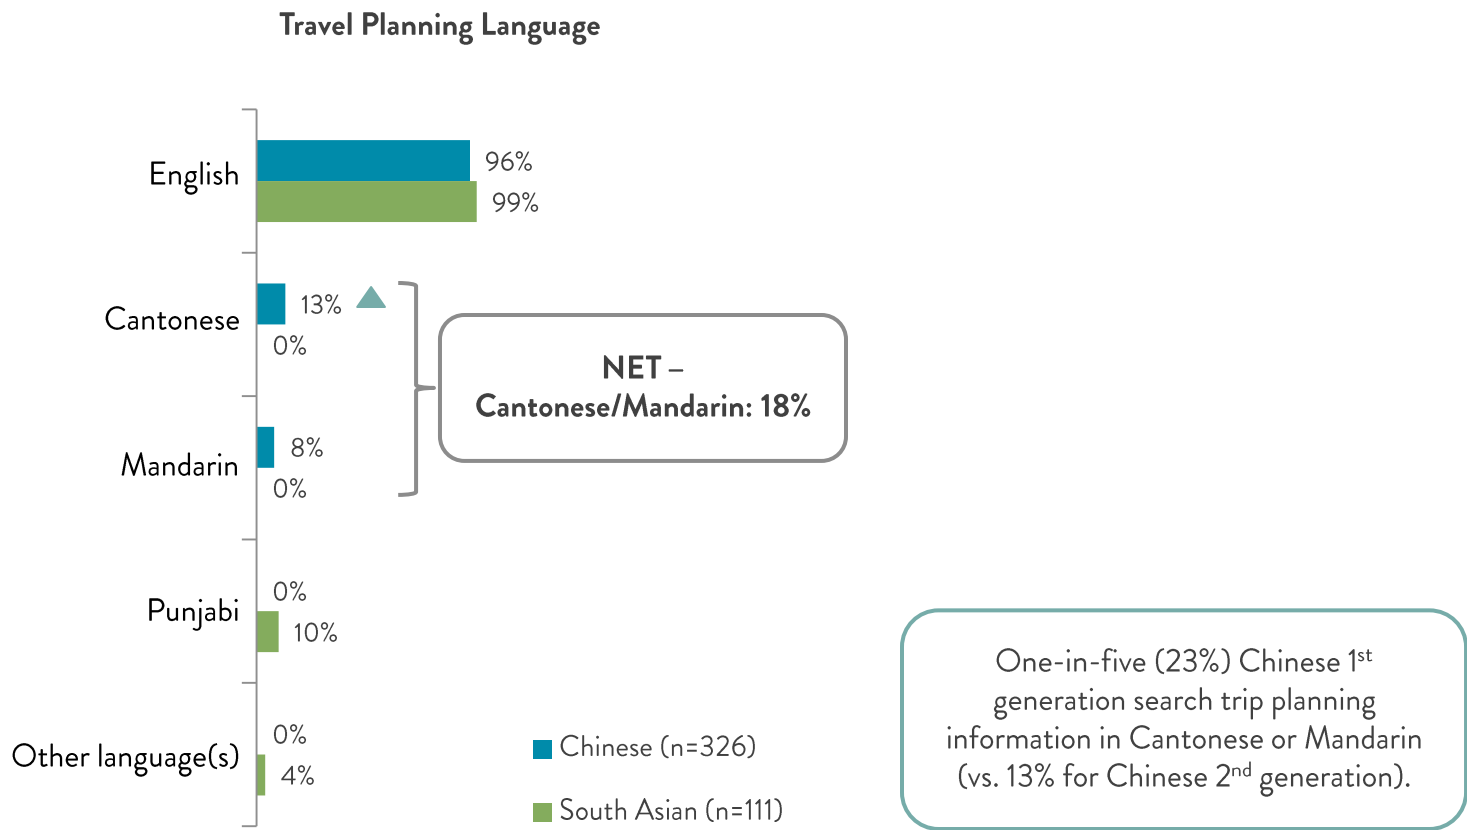 Travel Planning Language
English
96%
99%
Cantonese
13%
0%
Mandarin
8%
0%
NET –
Cantonese/Mandarin: 18%
Punjabi
0%
10%
Other language(s)
0%
4%
Chinese (n=326)
South Asian (n=111)
One-in-five (23%) Chinese 1st
generation search trip planning
information in Cantonese or Mandarin
(vs. 13% for Chinese 2nd generation).